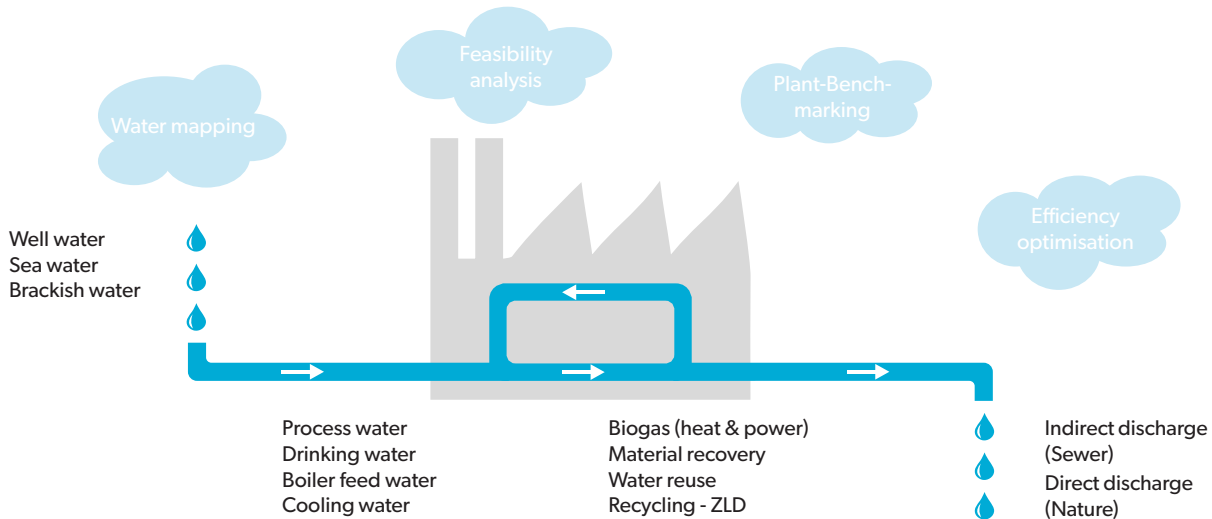 Feasibility
analysis
Plant-Bench-
marking
Water mapping
Efficiency
optimisation
Well water
Sea water
Brackish water
Process water
Drinking water
Boiler feed water
Cooling water
Biogas (heat & power)
Material recovery
Water reuse
Recycling - ZLD
Indirect discharge
(Sewer)
Direct discharge
(Nature)